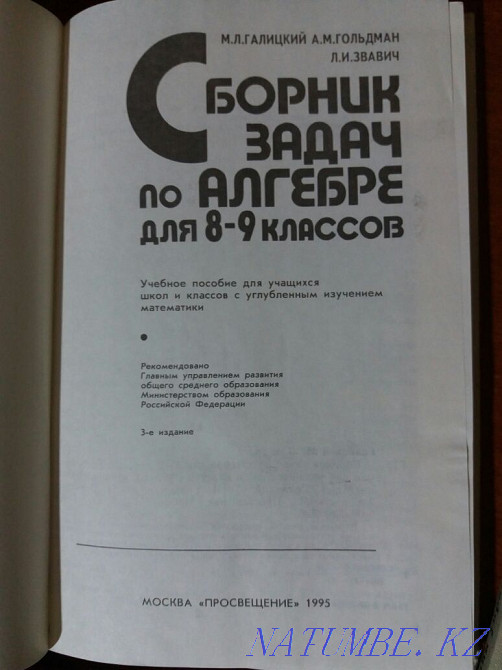 М.Л.ГАЛИЦКИЙ А.М.ГОЛЬДМАН
Л.И.ЗВАВИЧ
СБОРНИК
ЗАДАЧ
ПО АЛГЕБРЕ
ДЛЯ 8-9 КЛАССОВ
Учебное пособие для учащихся
школ и классов с углубленным изучением
математики
Рекомендовано
Главным управлением развития
общего среднего образования
Министерством образования
Российской Федерации
3-е издание
МОСКВА «ПРОСВЕЩЕНИЕ» 1995
NATUMBE. KZ